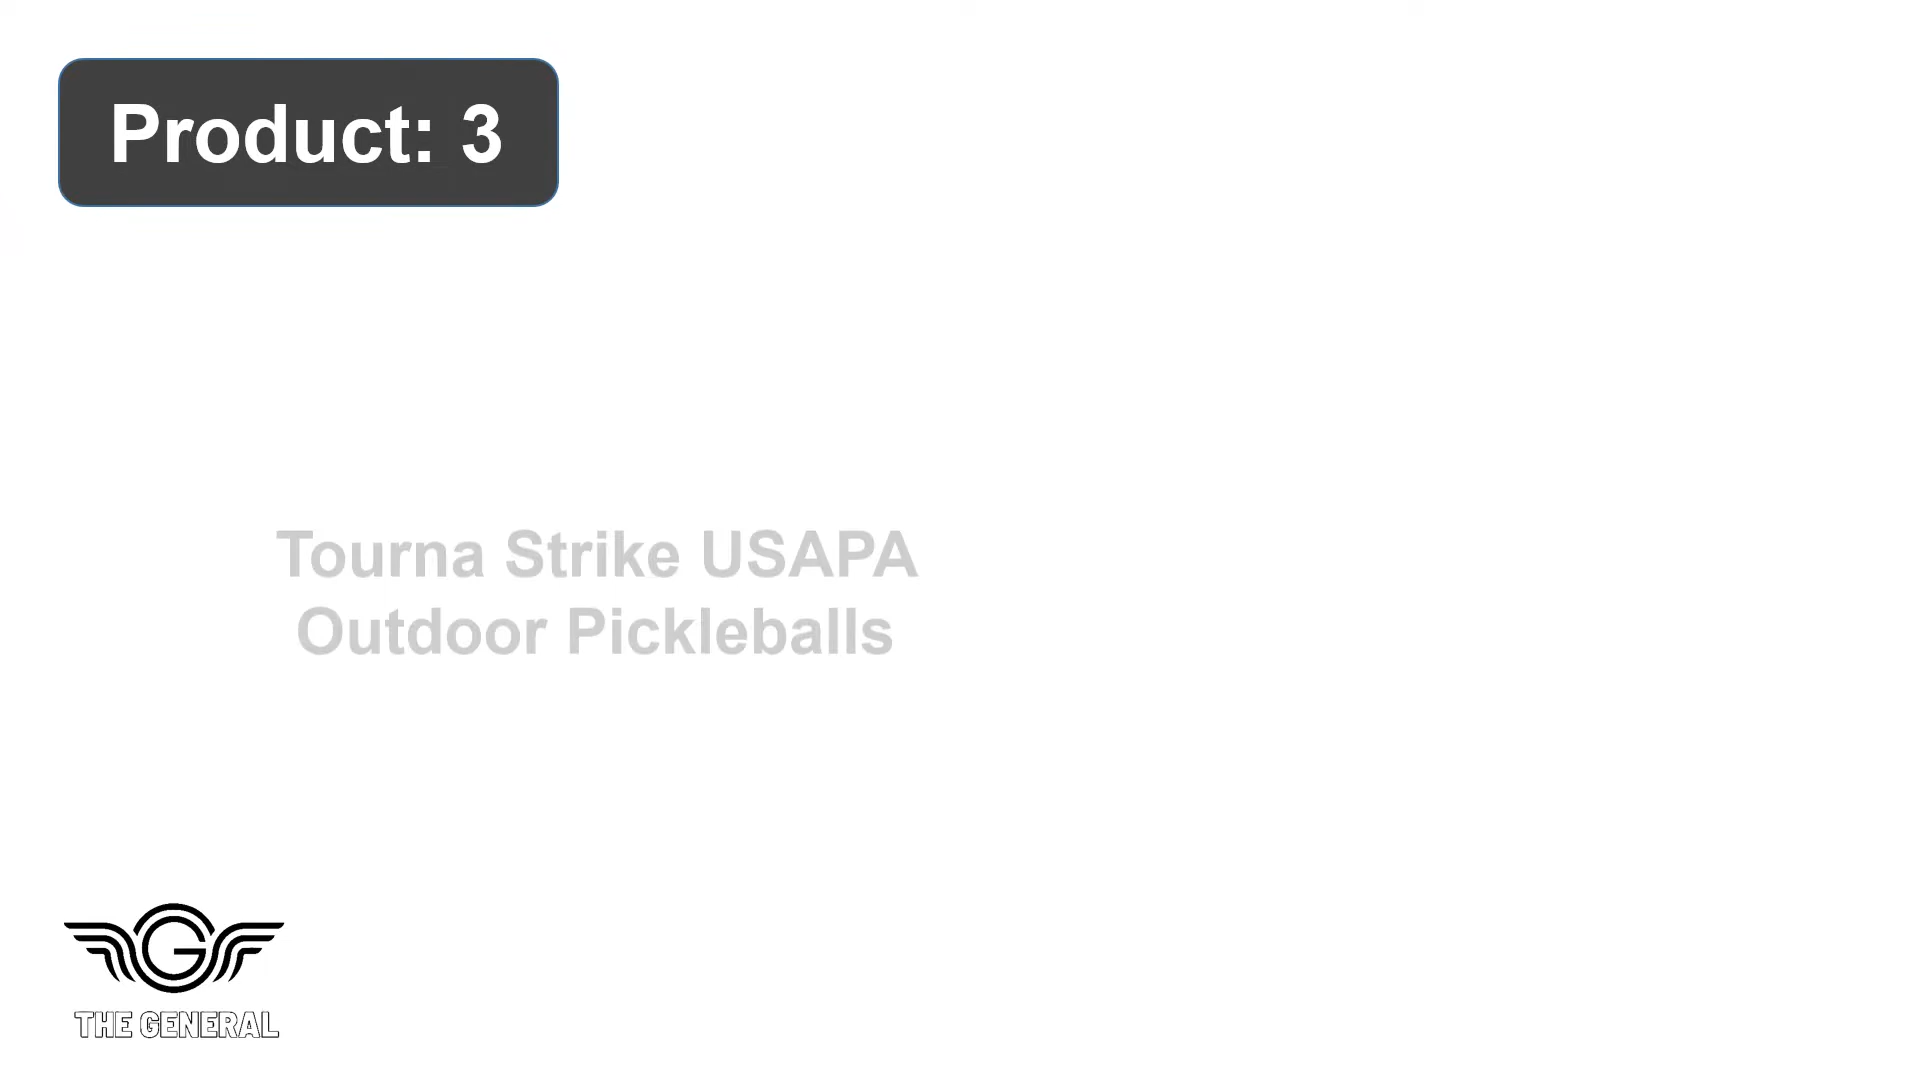 Product: 3
Tourna Strike USAPA
Outdoor Pickleballs
G
THE GENERAL